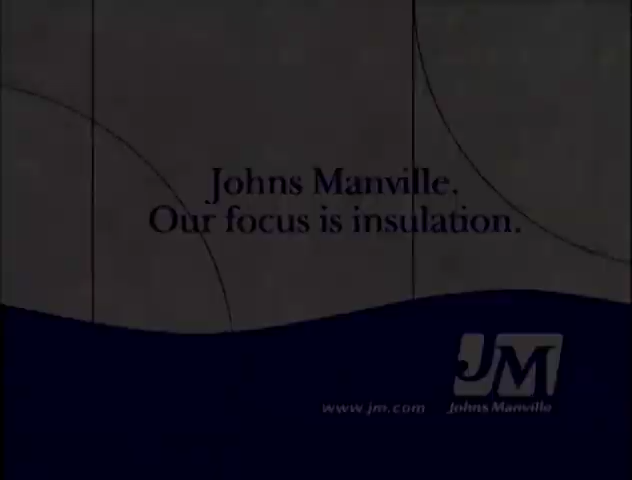 Johns Manville.
Our focus is insulation.
JM
www.jm.com Johns Manville